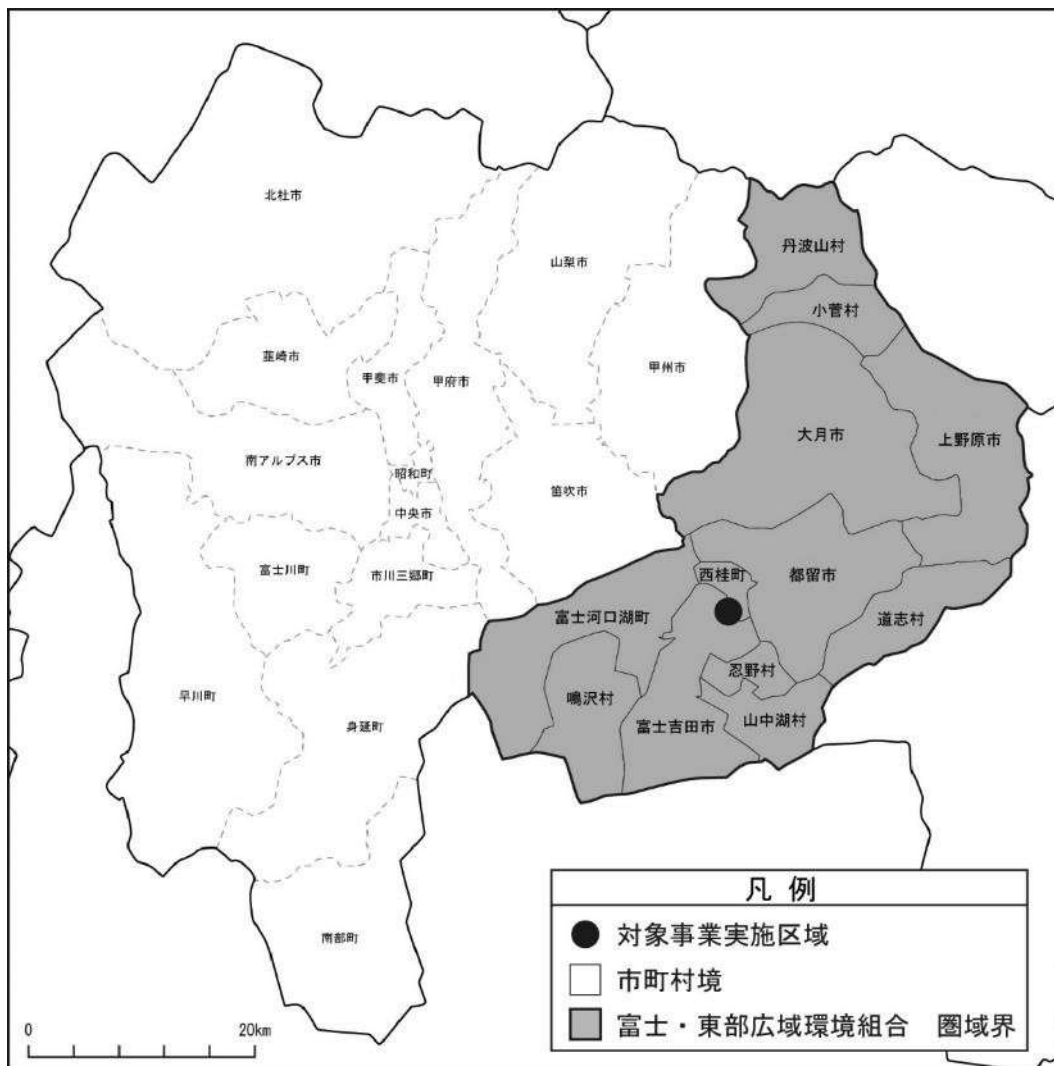 北杜市
丹波山村
山梨市
小菅村
韮崎市
甲斐市
甲府市
甲州市
大月市
上野原市
南アルプス市
昭和町
笛吹市
中央市
富士川町
市川三郷町
西桂町
都留市
富士河口湖町
道志村
忍野村
早川町
鳴沢村
身延町
富士吉田市
山中湖村
南部町
凡 例
対象事業実施区域
市町村境
富士・東部広域環境組合 圏域界
0 20km